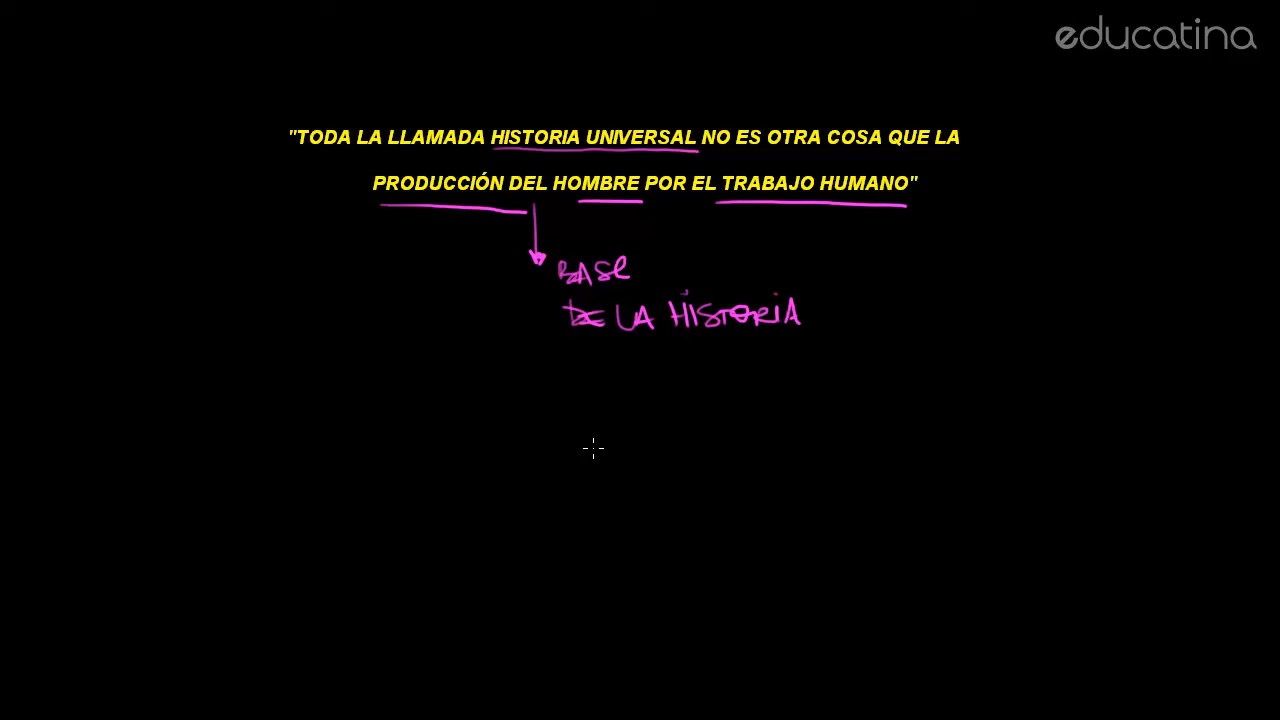 educatina
"TODA LA LLAMADA HISTORIA UNIVERSAL NO ES OTRA COSA QUE LA
PRODUCCIÓN DEL HOMBRE POR EL TRABAJO HUMANO"
BASE
DE LA HISTORIA